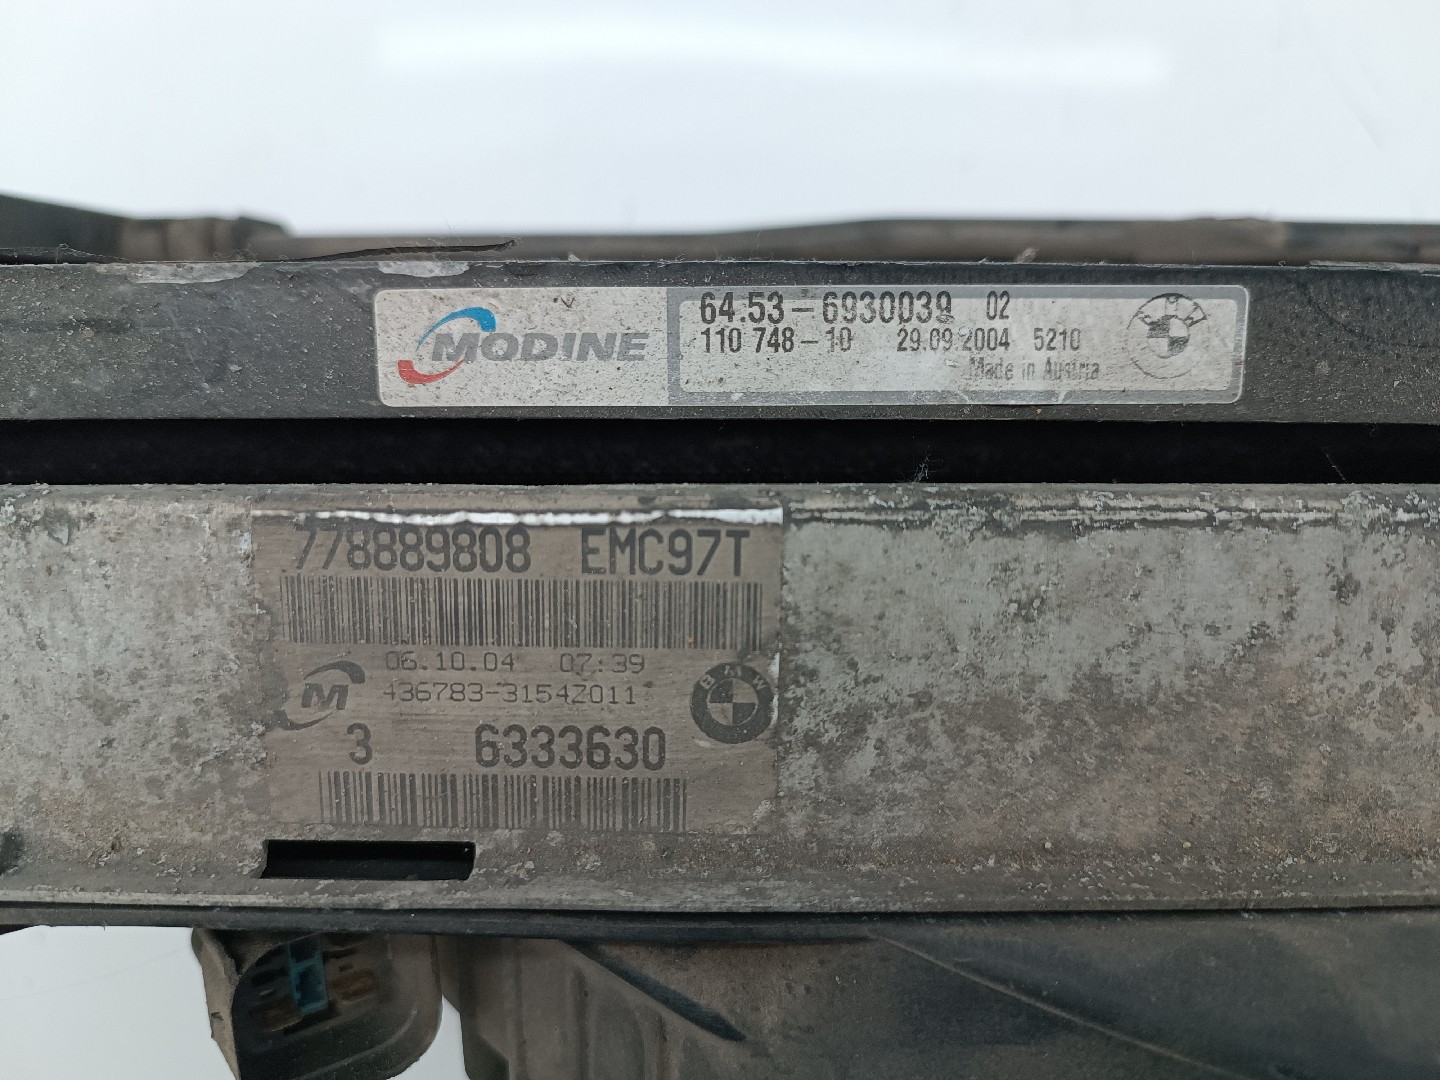 MODINE
64.53-6930039 02
110 748-10 29.09.2004 5210
Made in Austria
778889808 EMC97T
06.10.04 07:39
M
436783-3154Z011
BMW
3 6333630